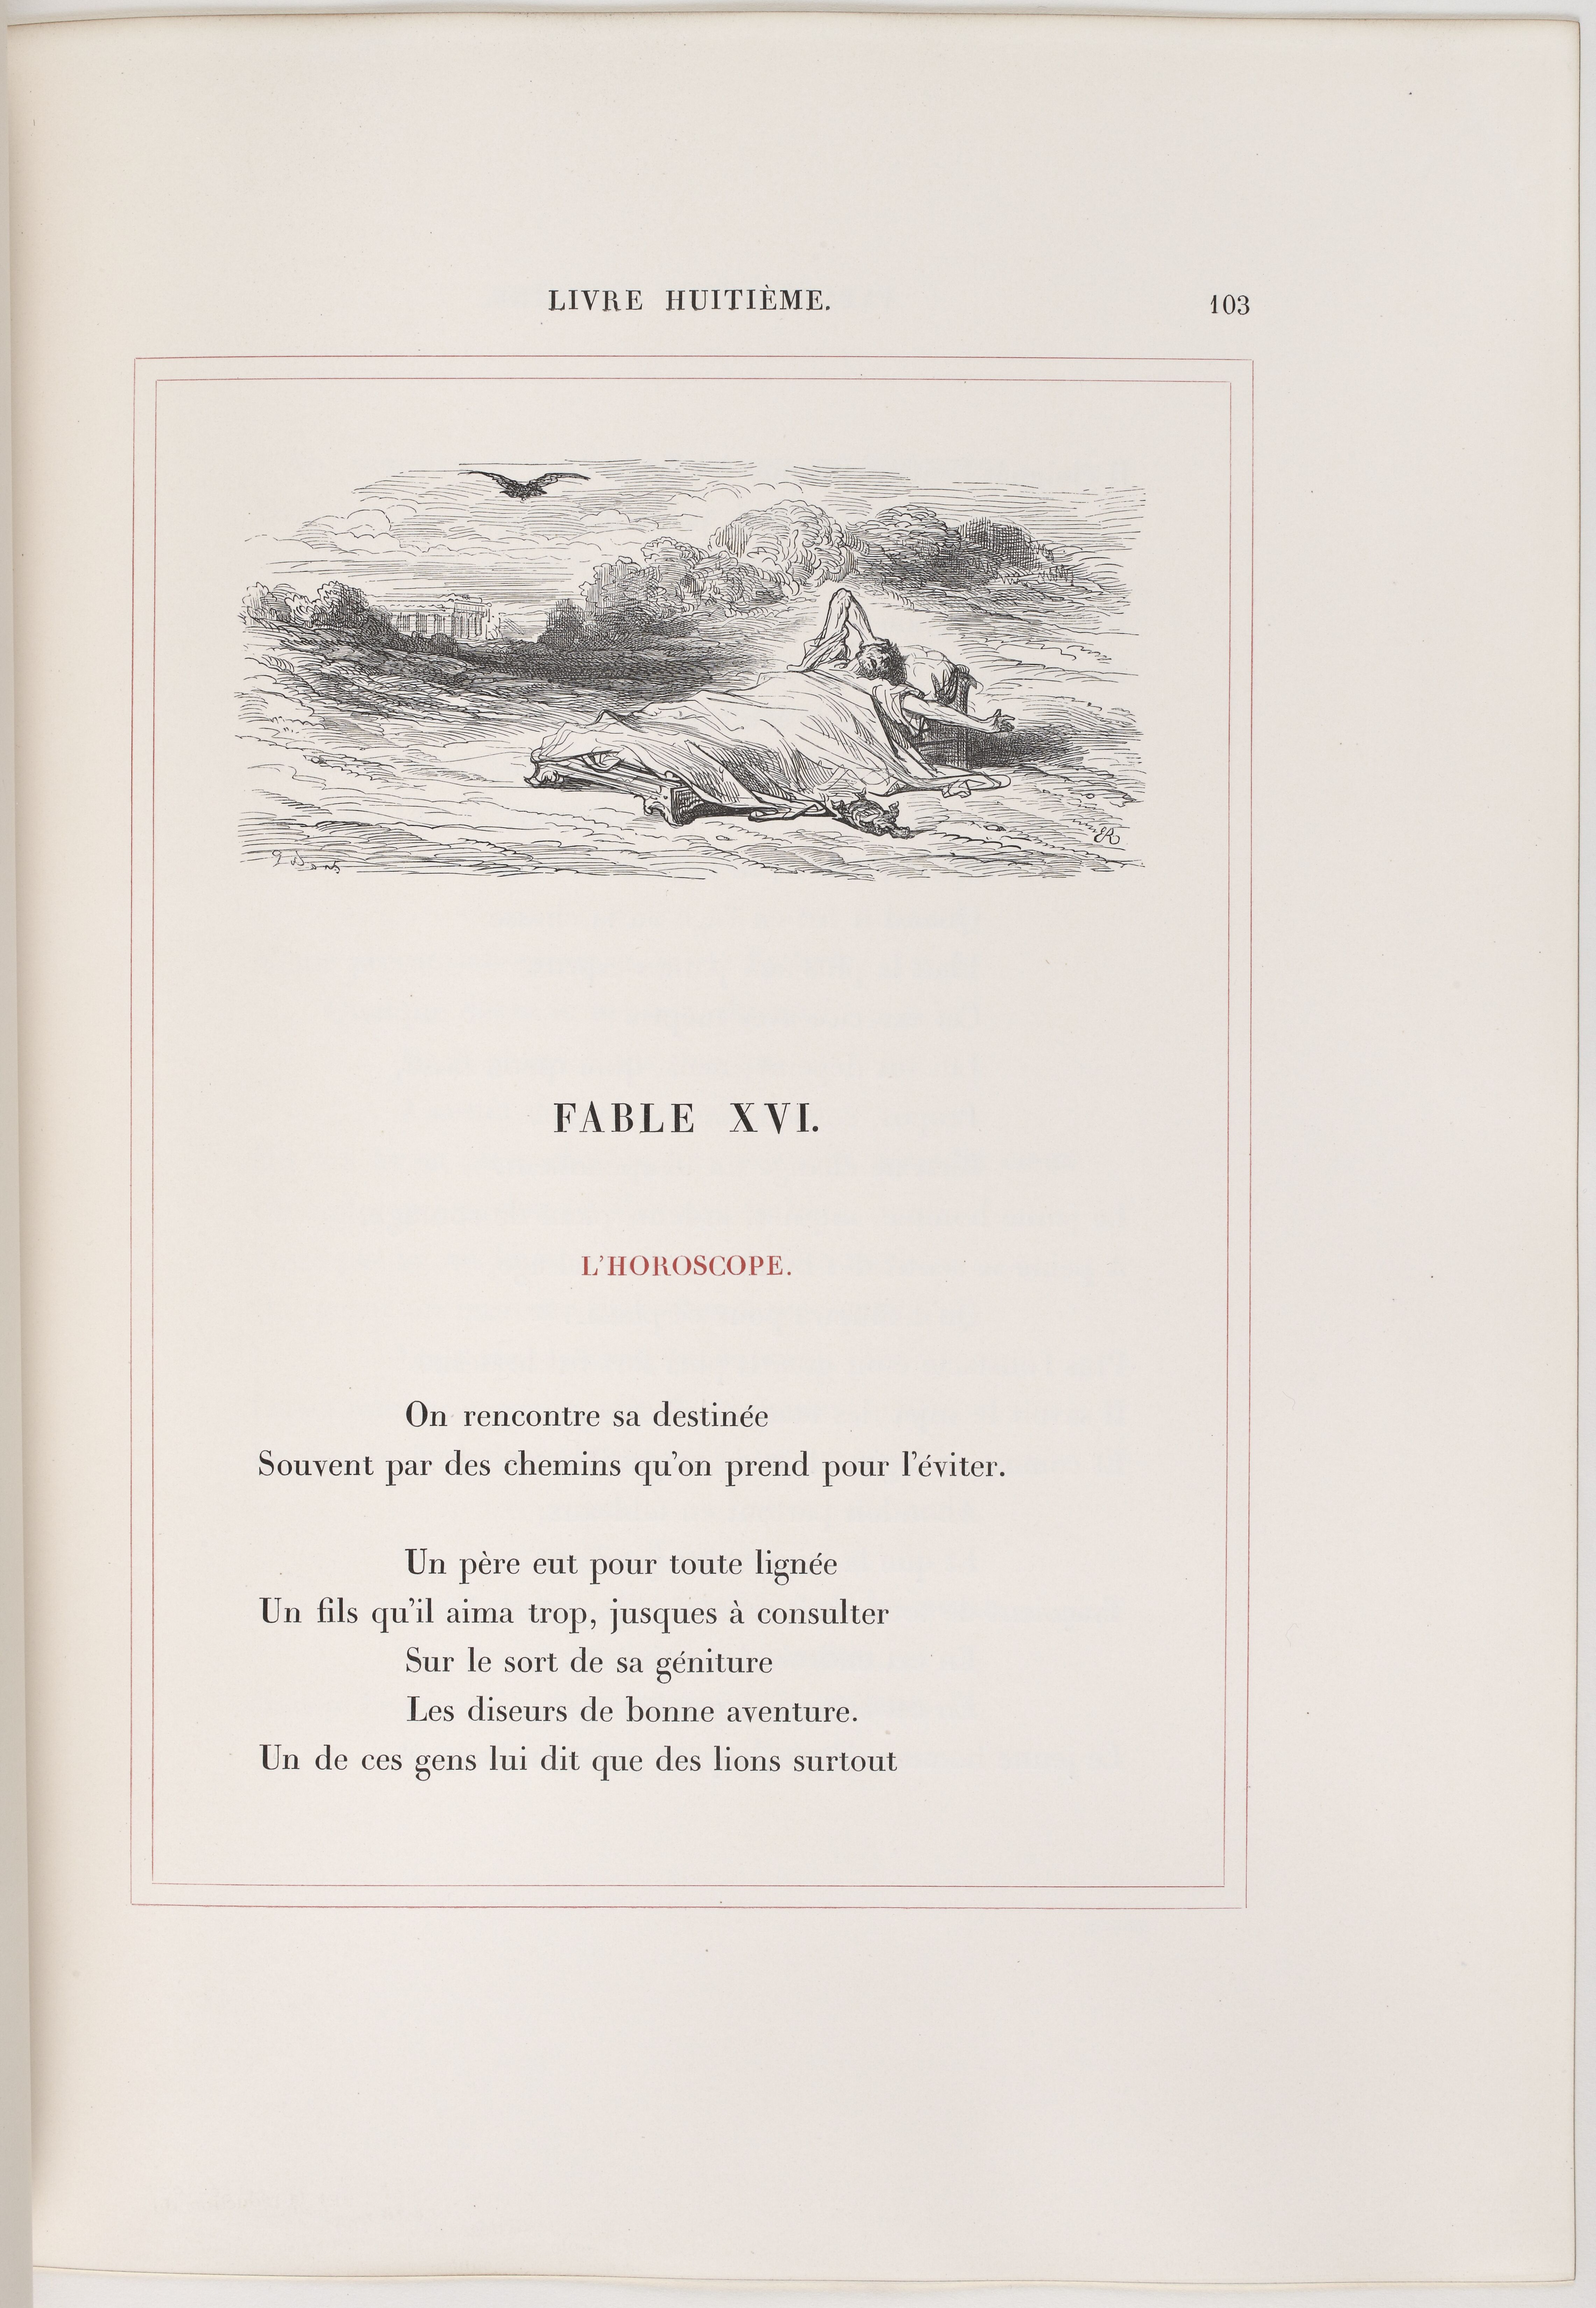 LIVRE HUITIÈME.
103
G Doré
FABLE XVI.
L'HOROSCOPE.
On rencontre sa destinée
Souvent par des chemins qu'on prend pour l'éviter.
Un père eut pour toute lignée
Un fils qu'il aima trop, jusques à consulter
Sur le sort de sa géniture
Les diseurs de bonne aventure.
Un de ces gens lui dit que des lions surtout